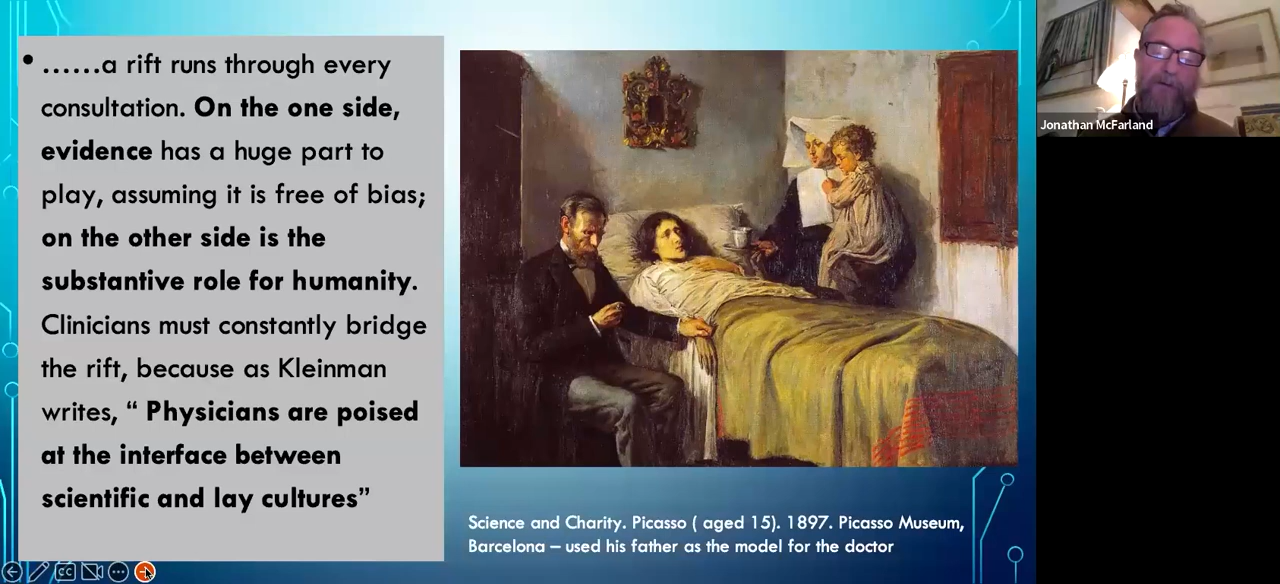 • ……a rift runs through every
consultation. On the one side,
evidence has a huge part to
play, assuming it is free of bias;
on the other side is the
substantive role for humanity.
Clinicians must constantly bridge
the rift, because as Kleinman
writes, “ Physicians are poised
at the interface between
scientific and lay cultures”
Science and Charity. Picasso ( aged 15). 1897. Picasso Museum,
Barcelona – used his father as the model for the doctor
Jonathan McFarland
CC